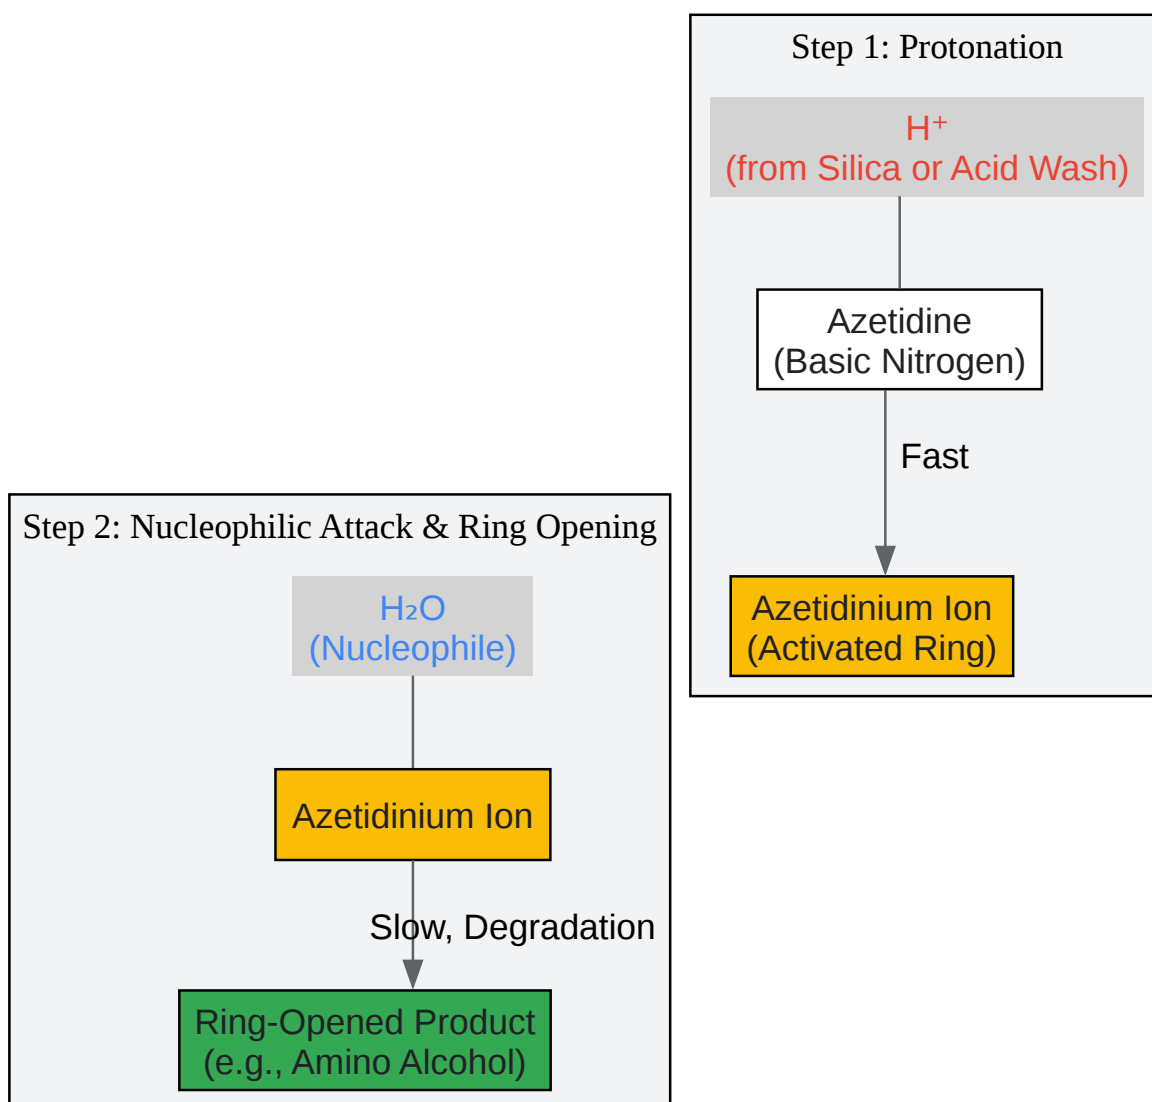 Step 1: Protonation
H⁺
(from Silica or Acid Wash)
Azetidine
(Basic Nitrogen)
Fast
Azetidinium Ion
(Activated Ring)
Step 2: Nucleophilic Attack & Ring Opening
H₂O
(Nucleophile)
Azetidinium Ion
Slow, Degradation
Ring-Opened Product
(e.g., Amino Alcohol)